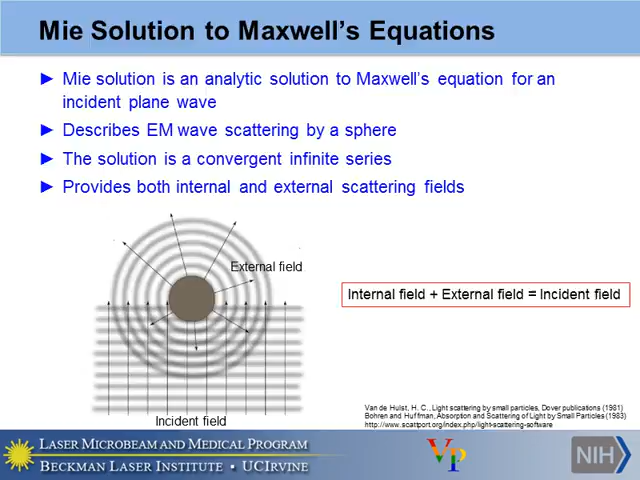 Mie Solution to Maxwell's Equations
► Mie solution is an analytic solution to Maxwell's equation for an
incident plane wave
► Describes EM wave scattering by a sphere
► The solution is a convergent infinite series
► Provides both internal and external scattering fields
External field
Internal field + External field = Incident field
Incident field
Van de Hulst, H. C., Light scattering by small particles, Dover publications (1981)
Bohren and Huffman, Absorption and Scattering of Light by Small Particles (1983)
http://www.scattport.org/index.php/light-scattering-software
LASER MICROBEAM AND MEDICAL PROGRAM
BECKMAN LASER INSTITUTE • UCIRVINE
VP
NIH